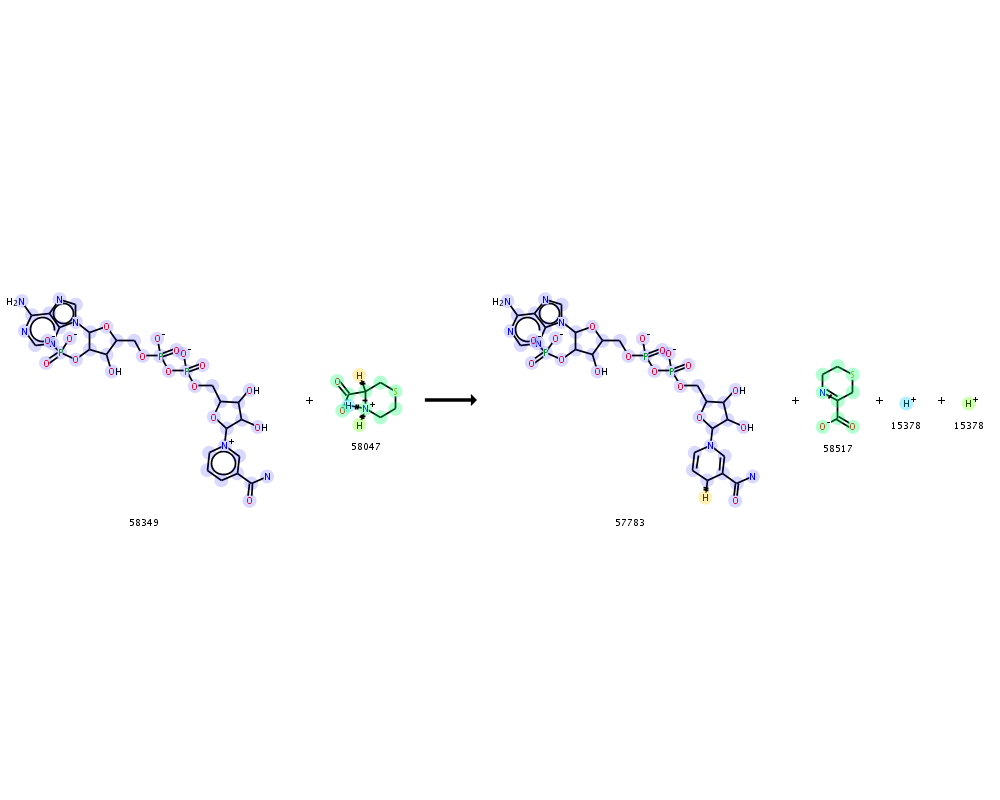 58349
+
58047
57783
+
58517
+
H+
15378
+
H+
15378
H2N
N
N
N
N
N
O
O-
O-
P
O
O
OH
O
O-
P
O
O
O-
P
O
O
O
OH
OH
N+
N
O
H
O
O-
H
N+
H
S
H2N
N
N
N
N
N
O
O-
O-
P
O
O
OH
O
O-
P
O
O
O-
P
O
O
O
OH
OH
N
N
O
H
S
N
O-
O